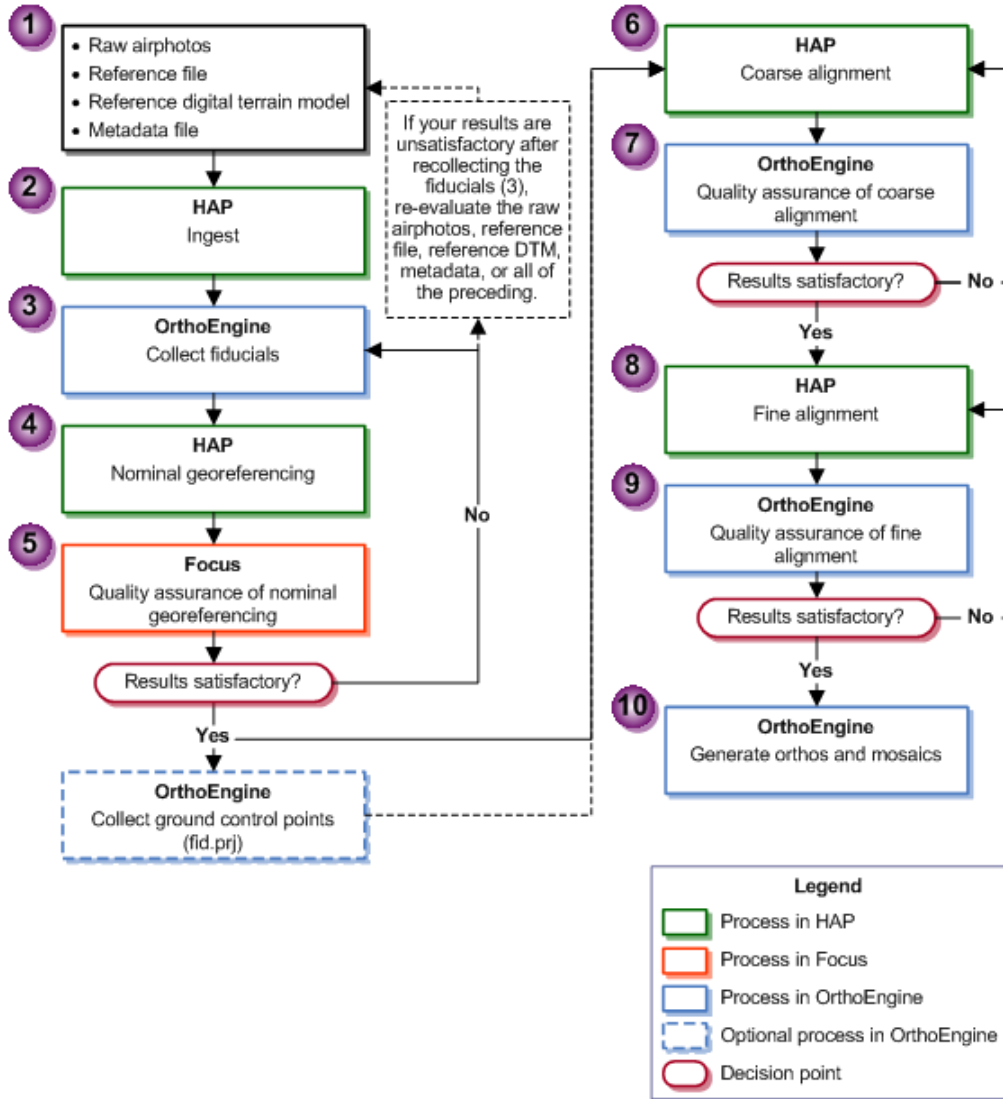 1
• Raw airphotos
• Reference file
• Reference digital terrain model
• Metadata file
2
HAP
Ingest
3
OrthoEngine
Collect fiducials
4
HAP
Nominal georeferencing
5
Focus
Quality assurance of nominal
georeferencing
Results satisfactory?
Yes
No
OrthoEngine
Collect ground control points
(fid.prj)
If your results are
unsatisfactory after
recollecting the
fiducials (3),
re-evaluate the raw
airphotos, reference
file, reference DTM,
metadata, or all of
the preceding.
6
HAP
Coarse alignment
7
OrthoEngine
Quality assurance of coarse
alignment
Results satisfactory?
No
Yes
8
HAP
Fine alignment
9
OrthoEngine
Quality assurance of fine
alignment
Results satisfactory?
No
Yes
10
OrthoEngine
Generate orthos and mosaics
Legend
Process in HAP
Process in Focus
Process in OrthoEngine
Optional process in OrthoEngine
Decision point